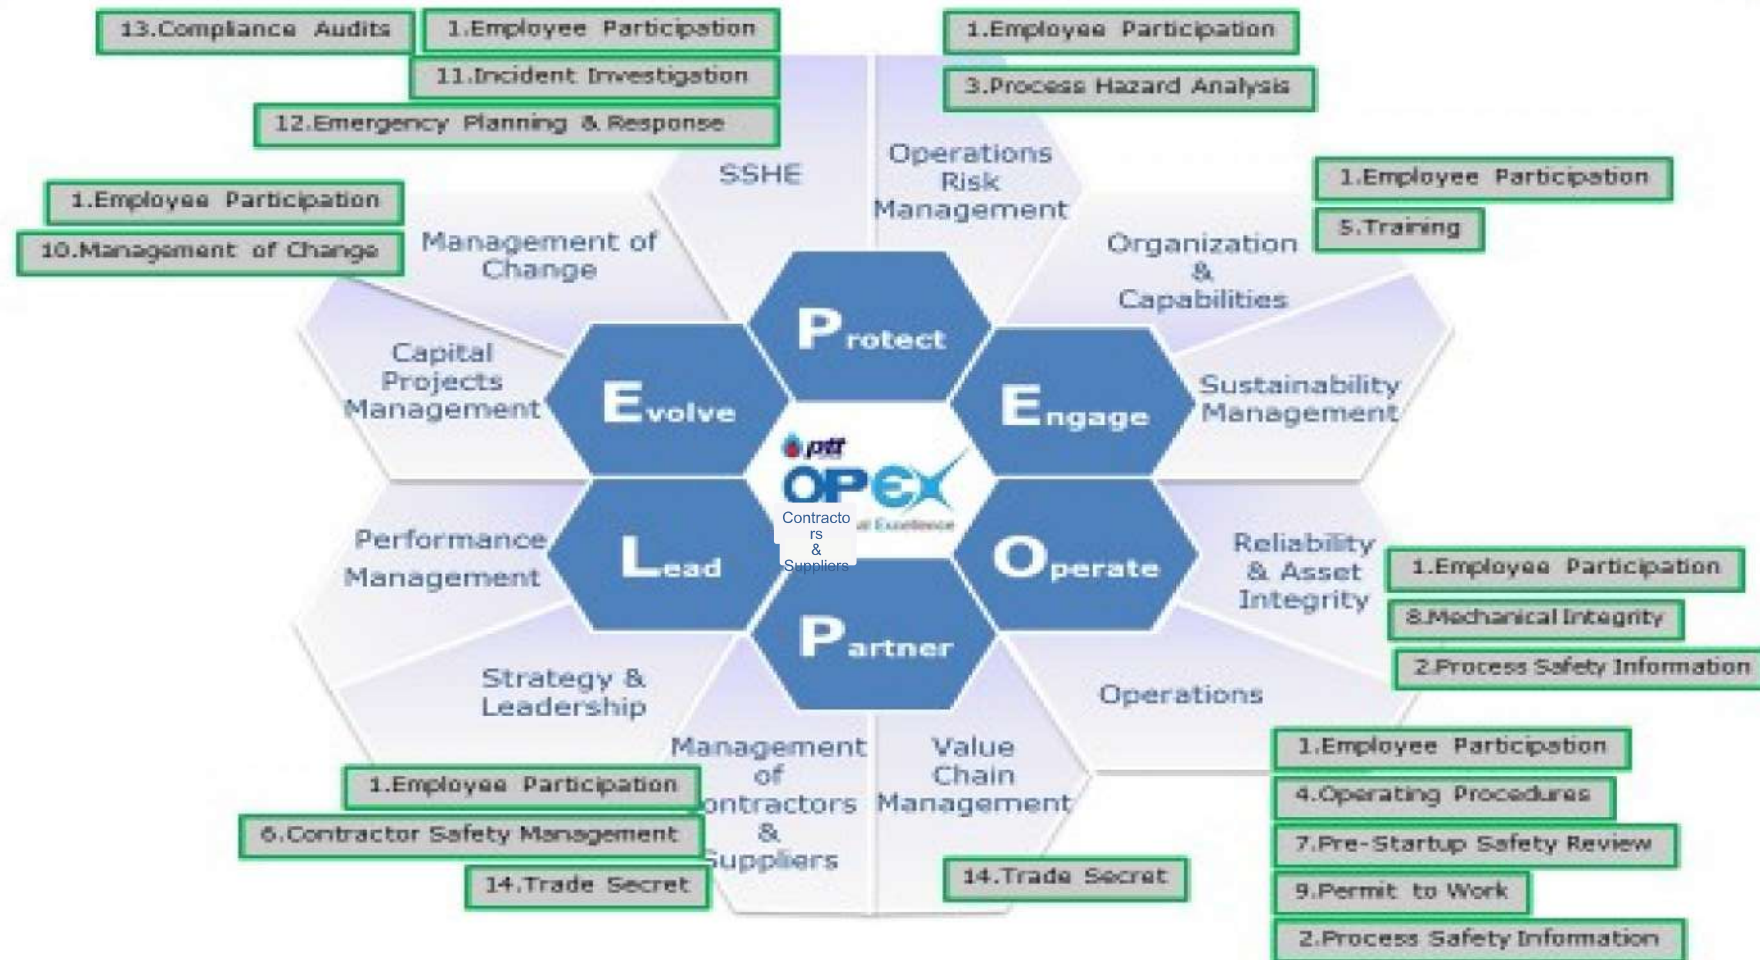 13.Compliance Audits
1.Employee Participation
11.Incident Investigation
12.Emergency Planning & Response
1.Employee Participation
3.Process Hazard Analysis
SSHE
Operations
Risk
Management
1.Employee Participation
5.Training
1.Employee Participation
10.Management of Change
Management of
Change
Organization
&
Capabilities
Capital
Projects
Management
Evolve
Protect
Engage
Sustainability
Management
ptt
OPEX
al Excellence
Contracto
rs
&
Suppliers
Performance
Management
Lead
Operate
Reliability
& Asset
Integrity
1.Employee Participation
8.Mechanical Integrity
2.Process Safety Information
Partner
Strategy &
Leadership
Operations
Management
of
ontractors
&
Suppliers
Value
Chain
Management
1.Employee Participation
6.Contractor Safety Management
14.Trade Secret
14.Trade Secret
1.Employee Participation
4.Operating Procedures
7.Pre-Startup Safety Review
9.Permit to Work
2.Process Safety Information